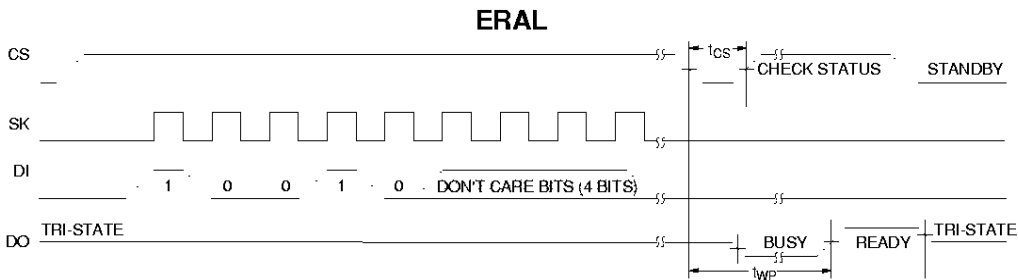 ERAL
CS
tCS
CHECK STATUS
STANDBY
SK
DI
1 0 0 1 0 DON'T CARE BITS (4 BITS)
TRI-STATE
DO
BUSY
READY
TRI-STATE
tWP